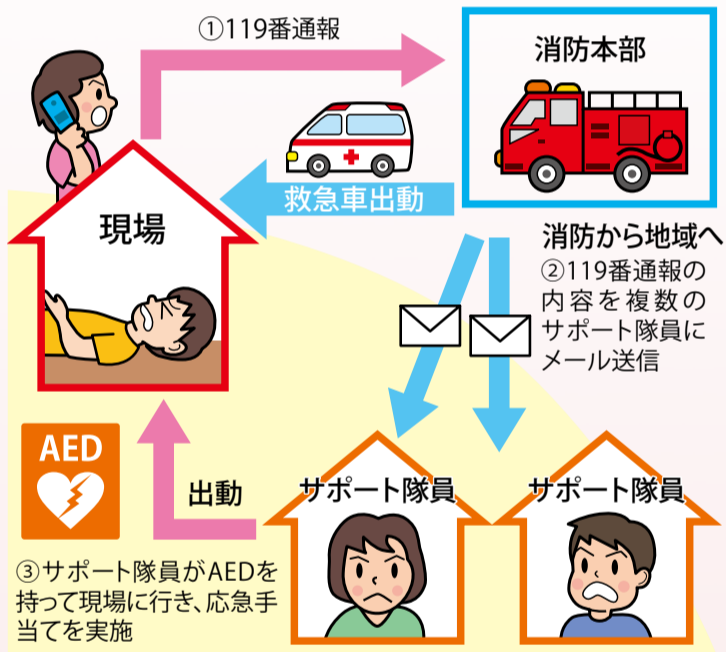 ①119番通報
消防本部
救急車出動
現場
消防から地域へ
②119番通報の
内容を複数の
サポート隊員に
メール送信
AED
出動
サポート隊員
サポート隊員
③サポート隊員がAEDを
持って現場に行き、応急手
当てを実施